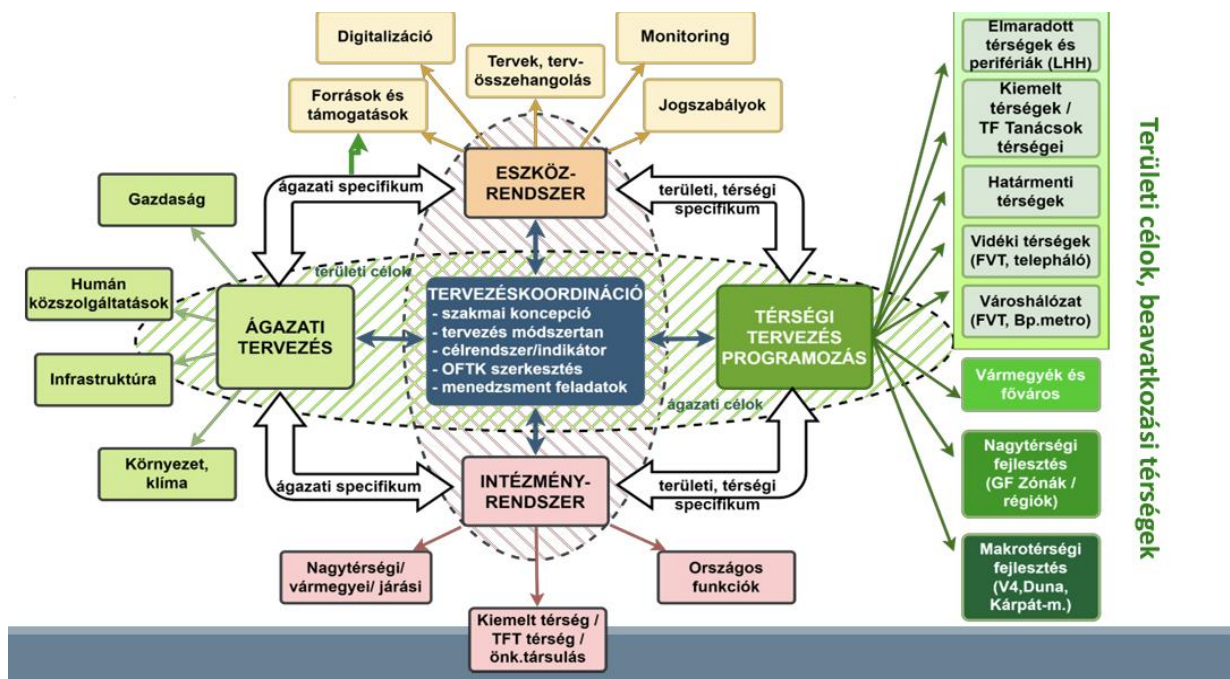 Digitalizáció
Monitoring
Tervek, terv-
összehangolás
Források és
támogatások
Jogszabályok
ESZKÖZ-
RENDSZER
ágazati specifikum
területi, térségi
specifikum
Gazdaság
Humán
közszolgáltatások
Infrastruktúra
Környezet,
klíma
területi célok
ÁGAZATI
TERVEZÉS
TERVEZÉSKOORDINÁCIÓ
- szakmai koncepció
- tervezés módszertan
- célrendszer/indikátor
- OFTK szerkesztés
- menedzsment feladatok
TÉRSÉGI
TERVEZÉS
PROGRAMOZÁS
ágazati célok
ágazati specifikum
INTÉZMÉNY-
RENDSZER
területi, térségi
specifikum
Nagytérségi/
vármegyei/ járási
Kiemelt térség /
TFT térség /
önk.társulás
Országos
funkciók
Elmaradott
térségek és
perifériák (LHH)
Kiemelt
térségek /
TF Tanácsok
térségei
Határmenti
térségek
Vidéki térségek
(FVT, telepháló)
Városhálózat
(FVT, Bp.metro)
Vármegyék és
főváros
Nagytérségi
fejlesztés
(GF Zónák /
régiók)
Makrotérségi
fejlesztés
(V4,Duna,
Kárpát-m.)
Területi célok, beavatkozási térségek